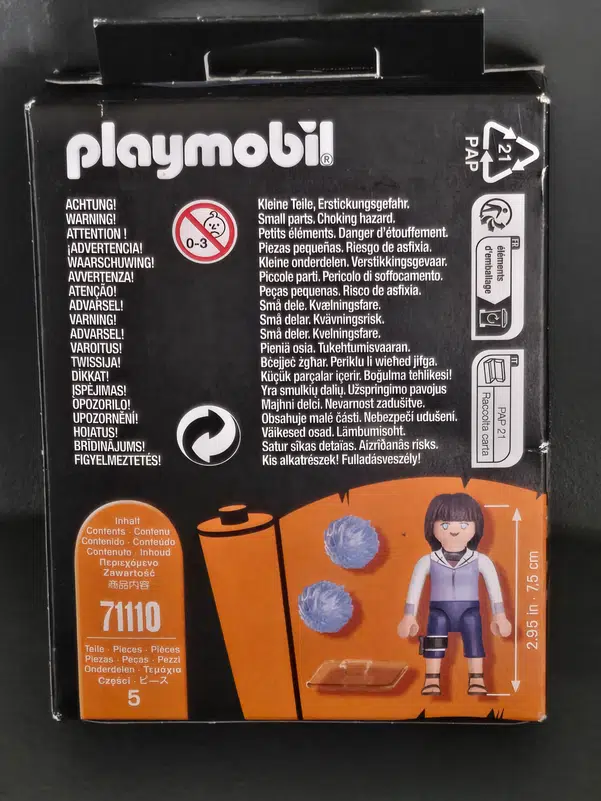 playmobil®
21
PAP
ACHTUNG!
WARNING!
ATTENTION !
¡ADVERTENCIA!
WAARSCHUWING!
AVVERTENZA!
ATENÇÃO!
ADVARSEL!
VARNING!
ADVARSEL!
VAROITUS!
TWISSIJA!
DİKKAT!
ĮSPĖJIMAS!
OPOZORILO!
UPOZORNĚNÍ!
HOIATUS!
BRĪDINĀJUMS!
FIGYELMEZTETÉS!
0-3
Kleine Teile, Erstickungsgefahr.
Small parts. Choking hazard.
Petits éléments. Danger d'étouffement.
Piezas pequeñas. Riesgo de asfixia.
Kleine onderdelen. Verstikkingsgevaar.
Piccole parti. Pericolo di soffocamento.
Peças pequenas. Risco de asfixia.
Små dele. Kvælningsfare.
Små delar. Kvävningsrisk.
Små deler. Kvelningsfare.
Pieniä osia. Tukehtumisvaaran.
Bċejjeċ żgħar. Periklu li wieħed jifga.
Küçük parçalar içerir. Boğulma tehlikesi!
Yra smulkių dalių. Užspringimo pavojus
Majhni delci. Nevarnost zadušitve.
Obsahuje malé části. Nebezpečí udušení.
Väikesed osad. Lämbumisoht.
Satur sīkas detaļas. Aizrīšanās risks.
Kis alkatrészek! Fulladásveszély!
FR
éléments
d'emballage
IT
PAP 21
Raccolta carta
Inhalt
Contents · Contenu
Contenido · Conteúdo
Contenuto · Inhoud
Περιεχόμενο
Zawartość
商品内容
71110
Teile · Pieces · Pièces
Piezas · Peças · Pezzi
Onderdelen · Τεμάχια
Części · ピース
5
2.95 in · 7,5 cm